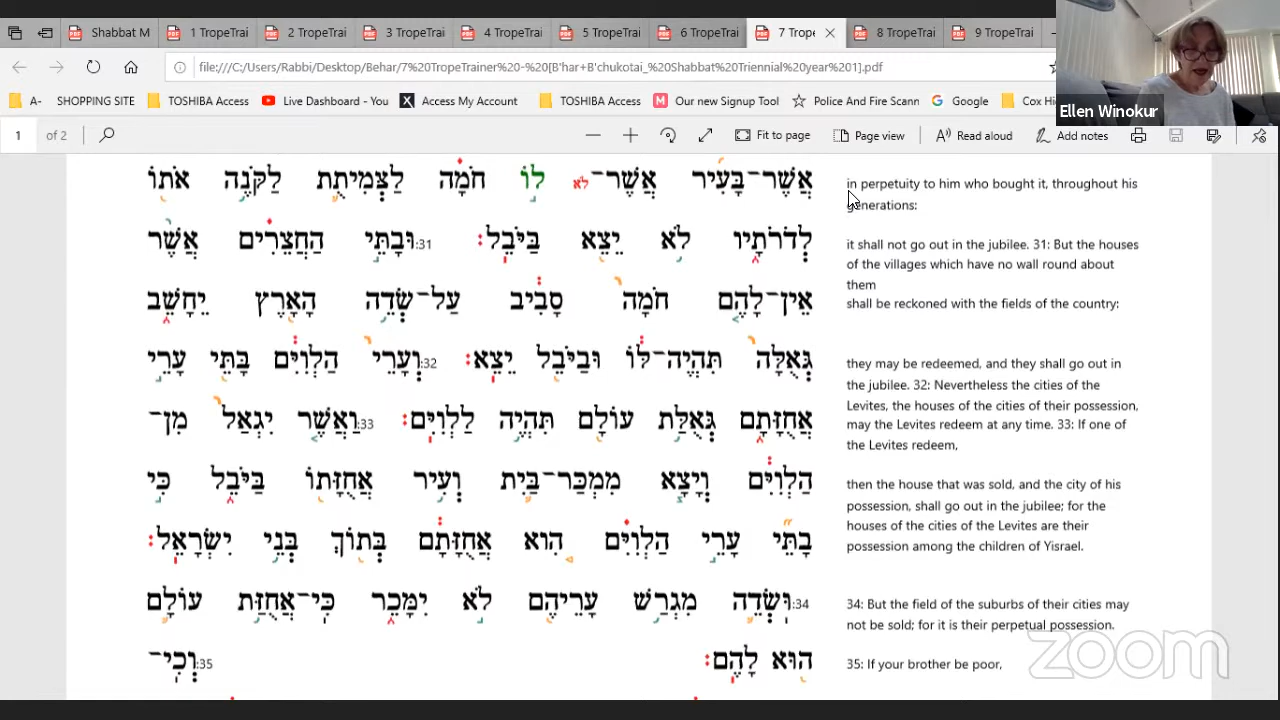 Shabbat M
1 TropeTrai
2 TropeTrai
3 TropeTrai
4 TropeTrai
5 TropeTrai
6 TropeTrai
7 Trope
8 TropeTrai
9 TropeTrai
file:///C:/Users/Rabbi/Desktop/Behar/7%20TropeTrainer%20-%20[B'har+B'chukotai_%20Shabbat%20Triennial%20year%201].pdf
Ellen Winokur
A- SHOPPING SITE
TOSHIBA Access
Live Dashboard - You
Access My Account
TOSHIBA Access
Our new Signup Tool
Police And Fire Scann
Google
Cox Hi
1 of 2
Fit to page
Page view
Read aloud
Add notes
אֲשֶׁר־בָּעִיר אֲשֶׁר־לא לוֹ חֹמָה לַצְּמִיתֻת לַקֹּנֶה אֹתוֹ
לְדֹרֹתָיו לֹא יֵצֵא בַּיֹּבֵל׃ 31: וּבָתֵּי הַחֲצֵרִים אֲשֶׁר
אֵין־לָהֶם חֹמָה סָבִיב עַל־שְׂדֵה הָאָרֶץ יֵחָשֵׁב
גְּאֻלָּה תִּהְיֶה־לּוֹ וּבַיֹּבֵל יֵצֵא׃ 32: וְעָרֵי הַלְוִיִּם בָּתֵּי עָרֵי
אֲחֻזָּתָם גְּאֻלַּת עוֹלָם תִּהְיֶה לַלְוִיִּם׃ 33: וַאֲשֶׁר יִגְאַל מִן־
הַלְוִיִּם וְיָצָא מִמְכַּר־בַּיִת וְעִיר אֲחֻזָּתוֹ בַּיֹּבֵל כִּי
בָתֵּי עָרֵי הַלְוִיִּם הִוא אֲחֻזָּתָם בְּתוֹךְ בְּנֵי יִשְׂרָאֵל׃
34: וּשְׂדֵה מִגְרַשׁ עָרֵיהֶם לֹא יִמָּכֵר כִּי־אֲחֻזַּת עוֹלָם
הוּא לָהֶם׃ 35: וְכִי־
in perpetuity to him who bought it, throughout his
generations:
it shall not go out in the jubilee. 31: But the houses
of the villages which have no wall round about
them
shall be reckoned with the fields of the country:
they may be redeemed, and they shall go out in
the jubilee. 32: Nevertheless the cities of the
Levites, the houses of the cities of their possession,
may the Levites redeem at any time. 33: If one of
the Levites redeem,
then the house that was sold, and the city of his
possession, shall go out in the jubilee; for the
houses of the cities of the Levites are their
possession among the children of Yisrael.
34: But the field of the suburbs of their cities may
not be sold; for it is their perpetual possession.
35: If your brother be poor,
zoom